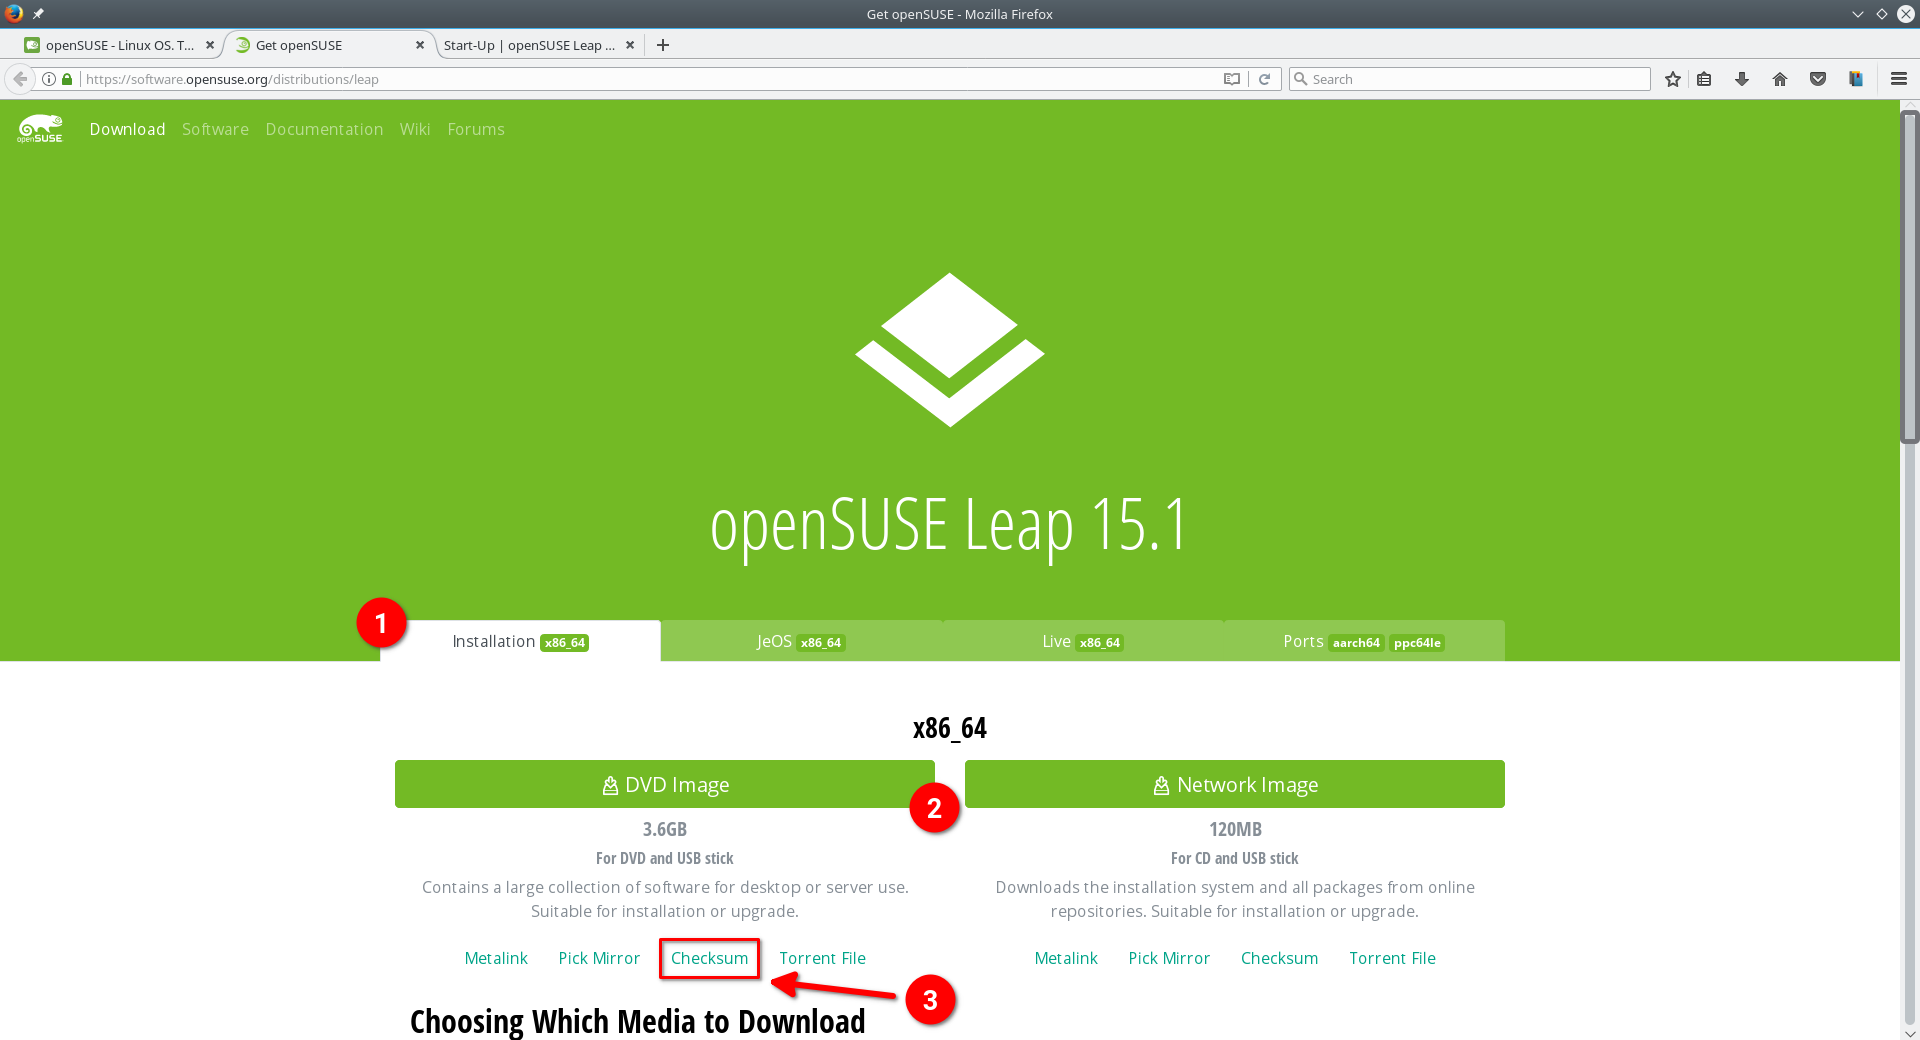 Get openSUSE - Mozilla Firefox
openSUSE - Linux OS. T...
Get openSUSE
Start-Up | openSUSE Leap ...
https://software.opensuse.org/distributions/leap
Search
openSUSE
Download Software Documentation Wiki Forums
openSUSE Leap 15.1
1
Installation x86_64
JeOS x86_64
Live x86_64
Ports aarch64 ppc64le
x86_64
DVD Image
3.6GB
For DVD and USB stick
Contains a large collection of software for desktop or server use.
Suitable for installation or upgrade.
Metalink Pick Mirror Checksum Torrent File
2
Network Image
120MB
For CD and USB stick
Downloads the installation system and all packages from online
repositories. Suitable for installation or upgrade.
Metalink Pick Mirror Checksum Torrent File
3
Choosing Which Media to Download